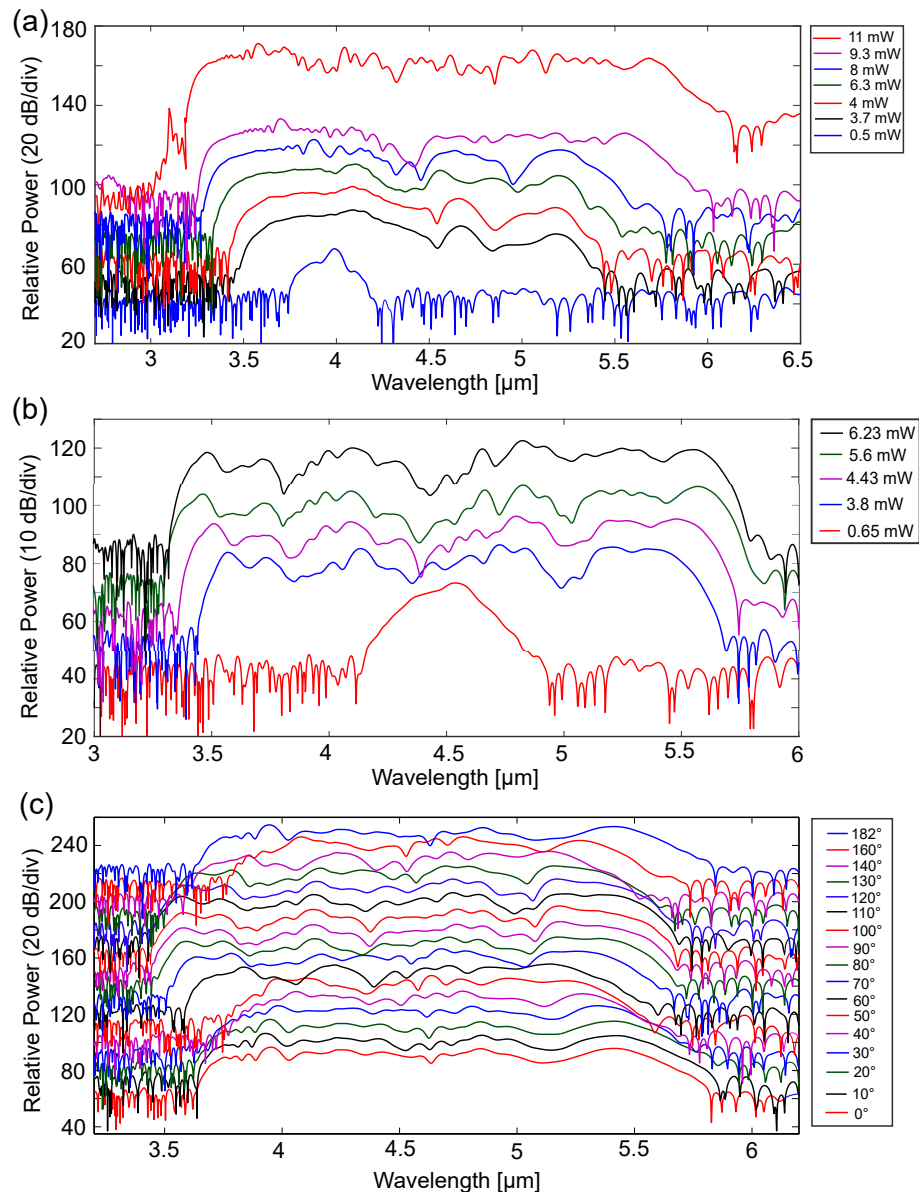 (a)
Relative Power (20 dB/div)
180
140
100
60
20
3
3.5
4
4.5
5
5.5
6
6.5
Wavelength [µm]
11 mW
9.3 mW
8 mW
6.3 mW
4 mW
3.7 mW
0.5 mW
(b)
Relative Power (10 dB/div)
120
100
80
60
40
20
3
3.5
4
4.5
5
5.5
6
Wavelength [µm]
6.23 mW
5.6 mW
4.43 mW
3.8 mW
0.65 mW
(c)
Relative Power (20 dB/div)
240
200
160
120
80
40
3.5
4
4.5
5
5.5
6
Wavelength [µm]
182°
160°
140°
130°
120°
110°
100°
90°
80°
70°
60°
50°
40°
30°
20°
10°
0°